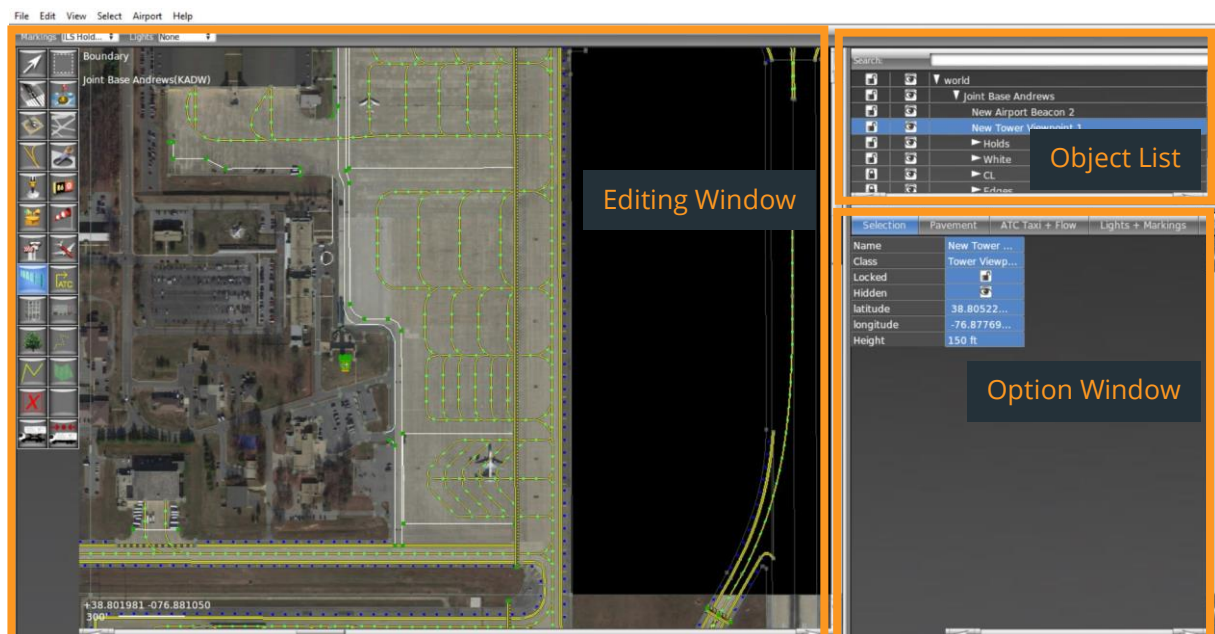 File Edit View Select Airport Help
Markings ILS Hold... Lights None
Boundary
Joint Base Andrews(KADW)
ATC
Editing Window
+38.801981 -076.881050
300'
Search:
world
Joint Base Andrews
New Airport Beacon 2
New Tower Viewpoint 1
Holds
White
CL
Edges
Object List
Selection Pavement ATC Taxi + Flow Lights + Markings
Name New Tower ...
Class Tower Viewp...
Locked
Hidden
latitude 38.80522...
longitude -76.87769...
Height 150 ft
Option Window